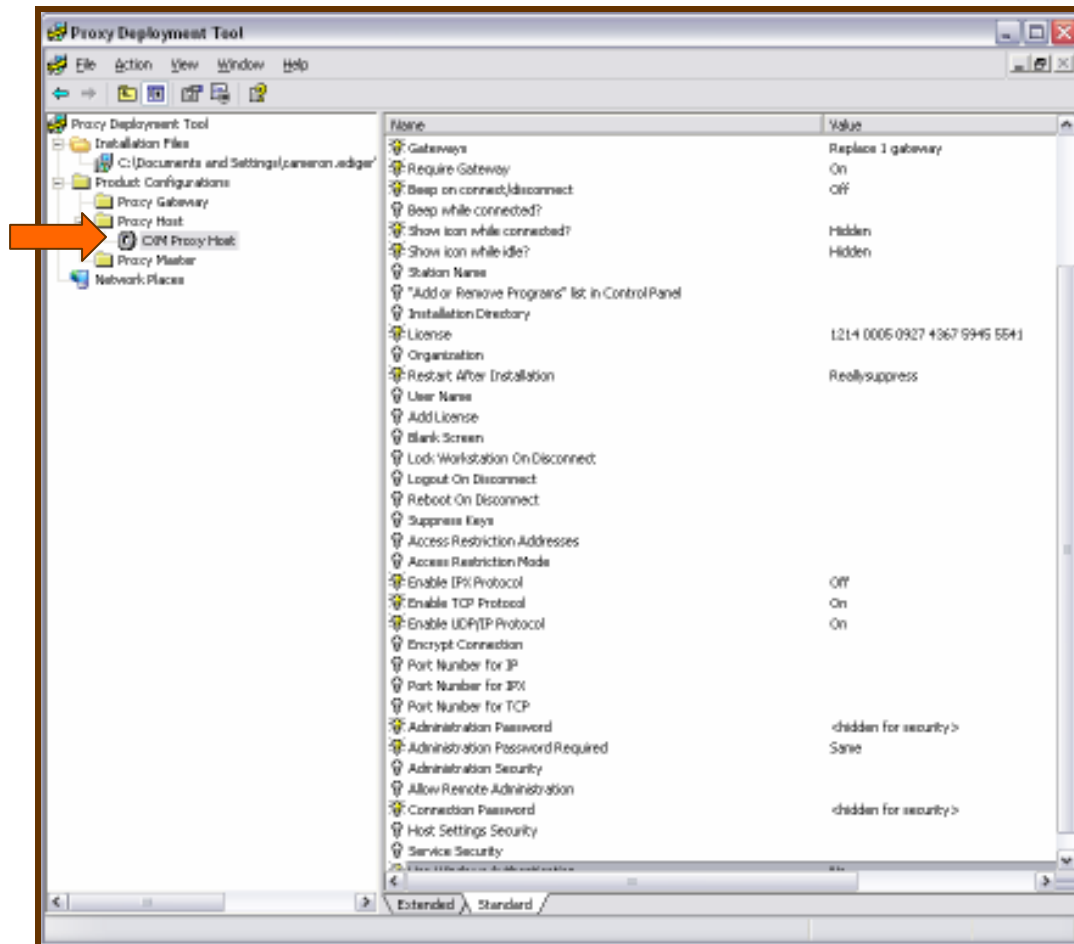 Proxy Deployment Tool
File Action View Window Help
Proxy Deployment Tool
Installation Files
C:\Documents and Settings\cameron.ediger'
Product Configurations
Proxy Gateway
Proxy Host
Proxy Host
Proxy Master
Network Places
Name Value
Gateways Replace 1 gateway
Require Gateway On
Beep on connect/disconnect Off
Beep while connected?
Show icon while connected? Hidden
Show icon while idle? Hidden
Station Name
"Add or Remove Programs" list in Control Panel
Installation Directory
License 1214 0005 0927 4367 5945 5541
Organization
Restart After Installation Reallysuppress
User Name
Add License
Blank Screen
Lock Workstation On Disconnect
Logout On Disconnect
Reboot On Disconnect
Suppress Keys
Access Restriction Addresses
Access Restriction Mode
Enable IPX Protocol Off
Enable TCP Protocol On
Enable UDP/IP Protocol On
Encrypt Connection
Port Number for IP
Port Number for IPX
Port Number for TCP
Administration Password <hidden for security>
Administration Password Required Same
Administration Security
Allow Remote Administration
Connection Password <hidden for security>
Host Settings Security
Service Security
Use Windows Authentication No
Extended Standard